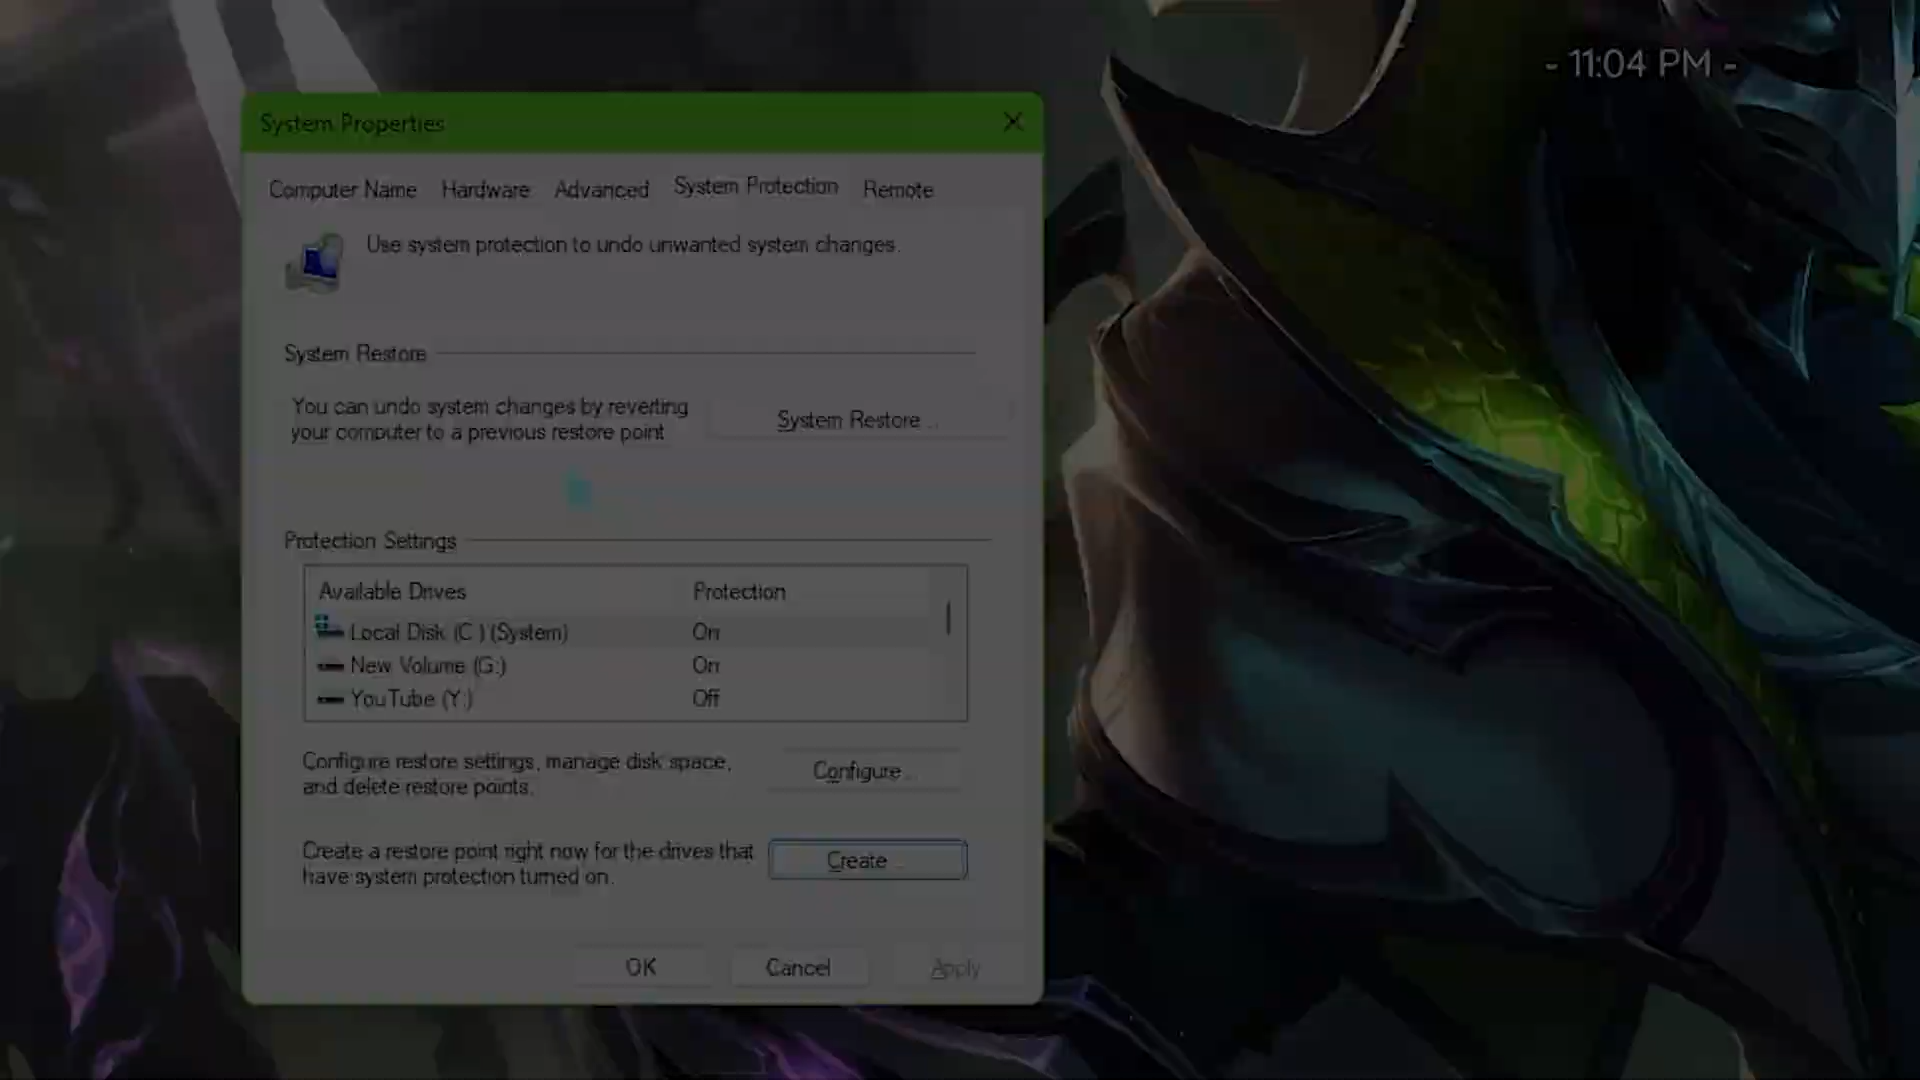 - 11:04 PM -
System Properties
Computer Name Hardware Advanced System Protection Remote
Use system protection to undo unwanted system changes.
System Restore
You can undo system changes by reverting
your computer to a previous restore point
System Restore...
Protection Settings
Available Drives Protection
Local Disk (C:) (System) On
New Volume (G:) On
YouTube (Y:) Off
Configure restore settings, manage disk space,
and delete restore points.
Configure...
Create a restore point right now for the drives that
have system protection turned on.
Create...
OK Cancel Apply